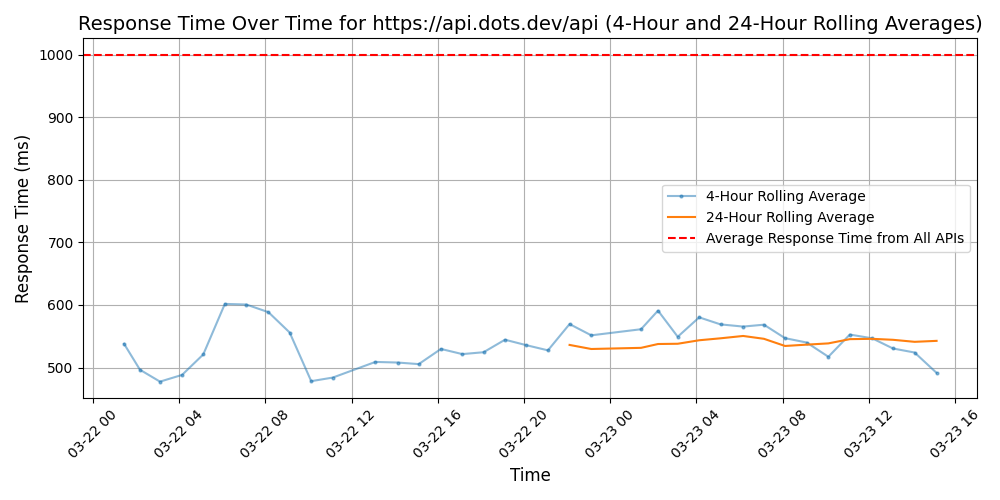 Response Time Over Time for https://api.dots.dev/api (4-Hour and 24-Hour Rolling Averages)
Response Time (ms)
1000
900
800
700
600
500
4-Hour Rolling Average
24-Hour Rolling Average
Average Response Time from All APIs
03-22 00
03-22 04
03-22 08
03-22 12
03-22 16
03-22 20
03-23 00
03-23 04
03-23 08
03-23 12
03-23 16
Time